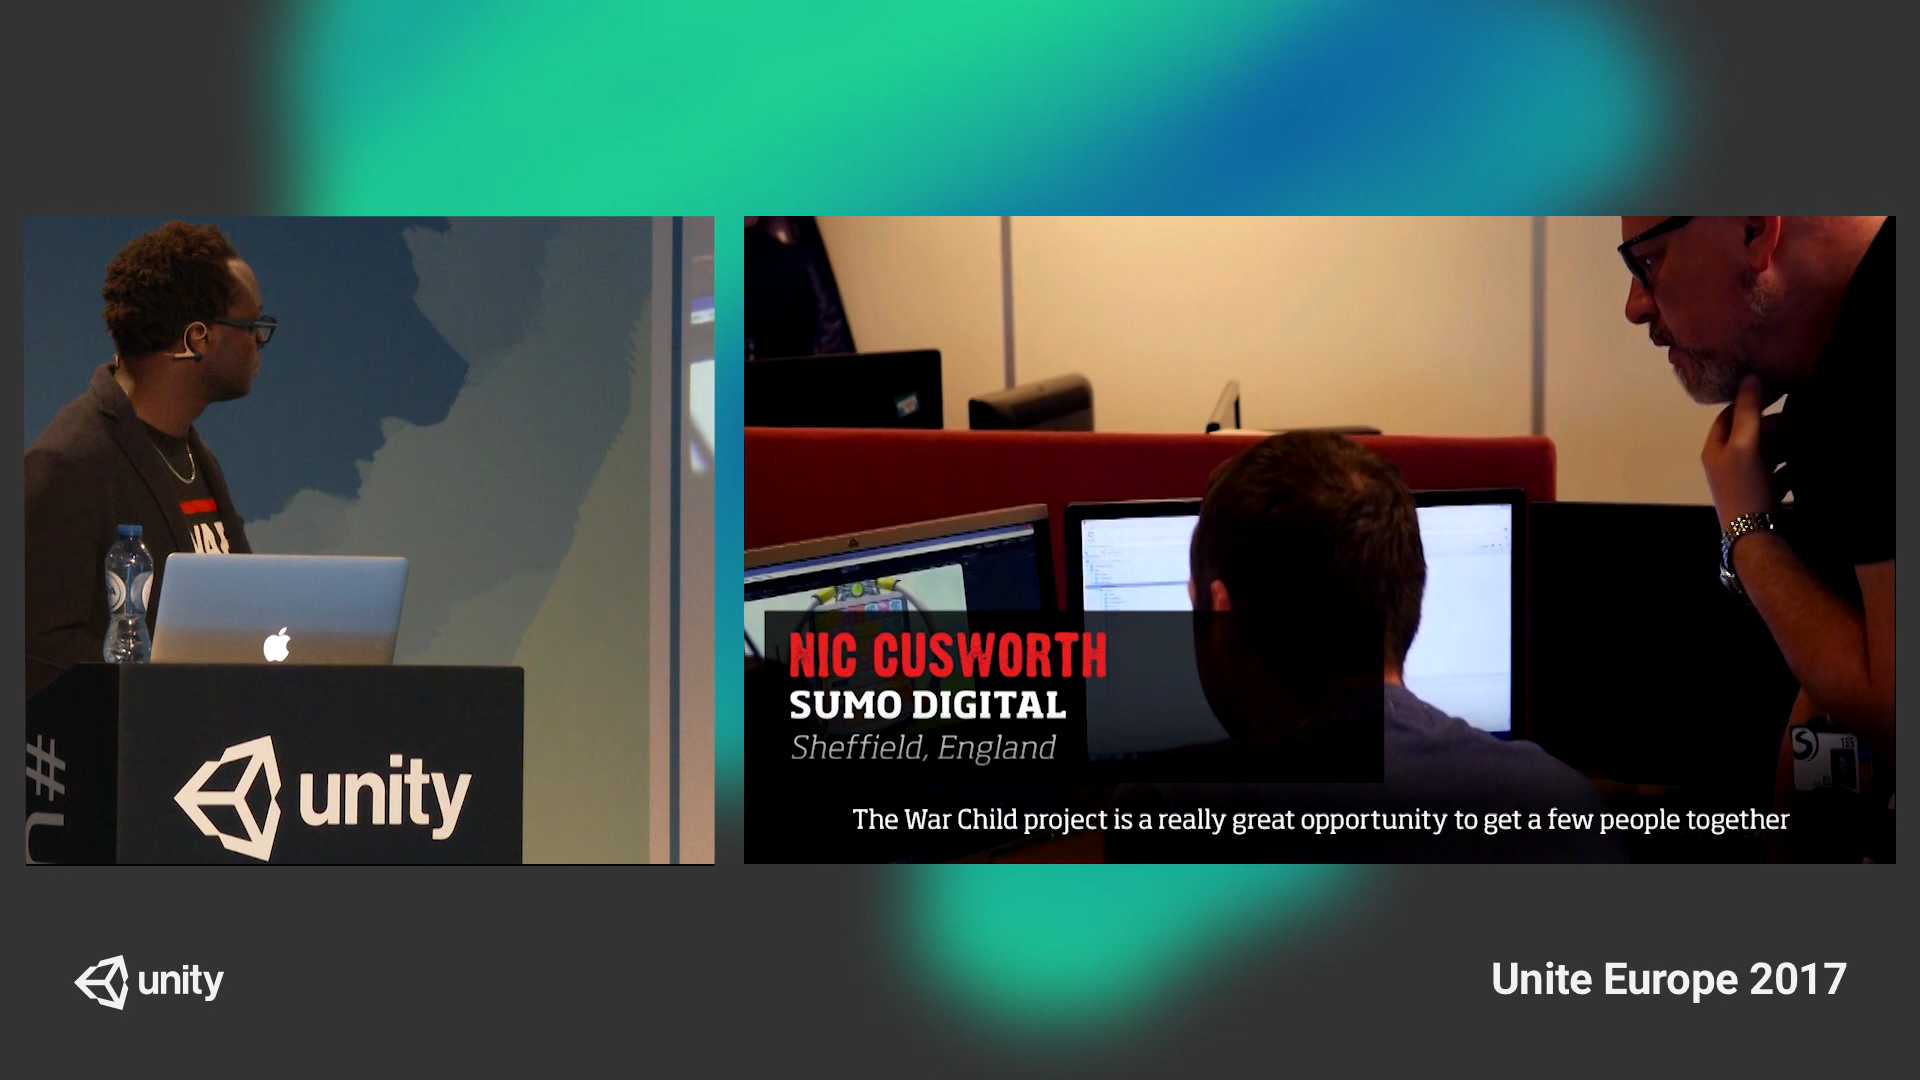 unity
NIC CUSWORTH
SUMO DIGITAL
Sheffield, England
The War Child project is a really great opportunity to get a few people together
unity
Unite Europe 2017